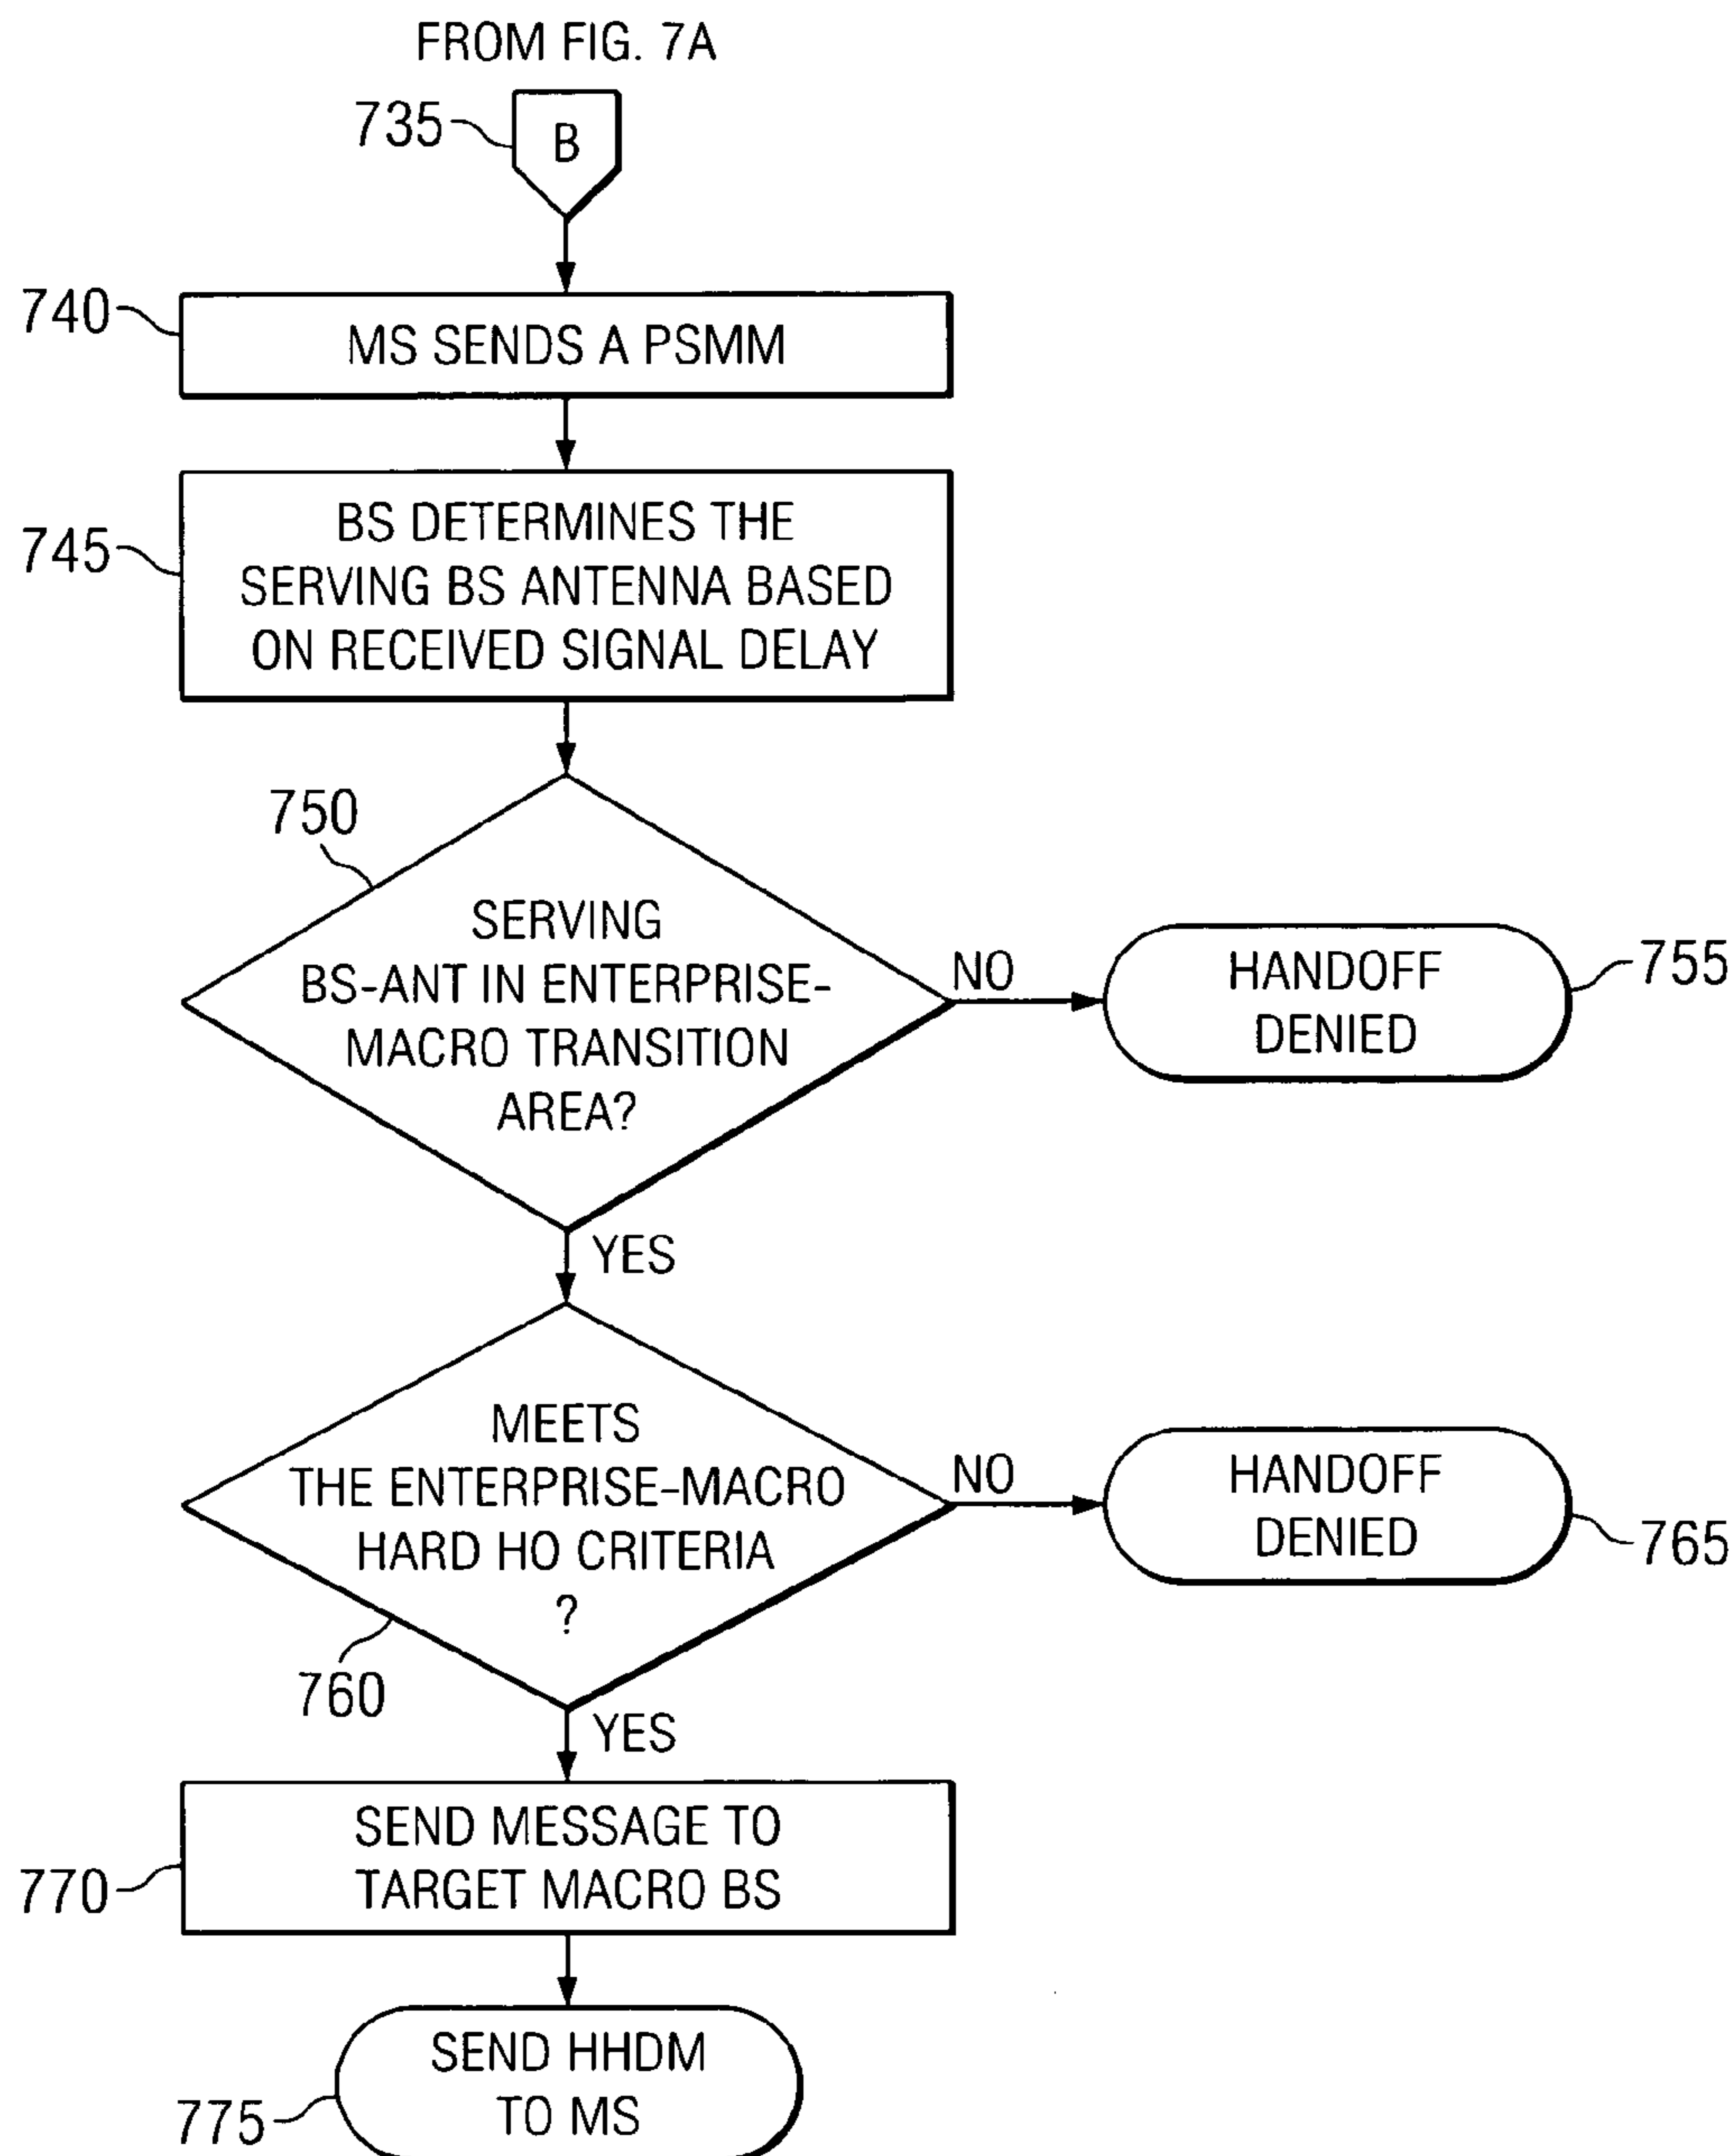 FROM FIG. 7A
735
B
740
MS SENDS A PSMM
745
BS DETERMINES THE
SERVING BS ANTENNA BASED
ON RECEIVED SIGNAL DELAY
750
SERVING
BS-ANT IN ENTERPRISE-
MACRO TRANSITION
AREA?
NO
HANDOFF
DENIED
755
YES
MEETS
THE ENTERPRISE-MACRO
HARD HO CRITERIA
?
760
NO
HANDOFF
DENIED
765
YES
770
SEND MESSAGE TO
TARGET MACRO BS
SEND HHDM
TO MS
775